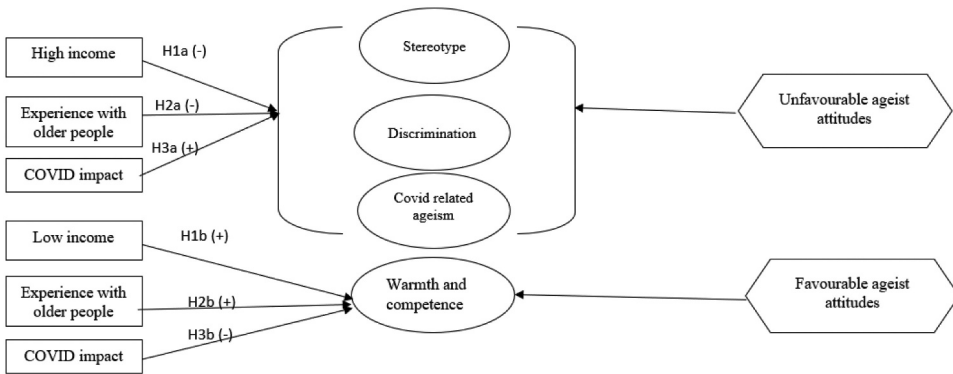 High income
H1a (-)
Experience with
older people
H2a (-)
COVID impact
H3a (+)
Stereotype
Discrimination
Covid related
ageism
Unfavourable ageist
attitudes
Low income
H1b (+)
Experience with
older people
H2b (+)
COVID impact
H3b (-)
Warmth and
competence
Favourable ageist
attitudes